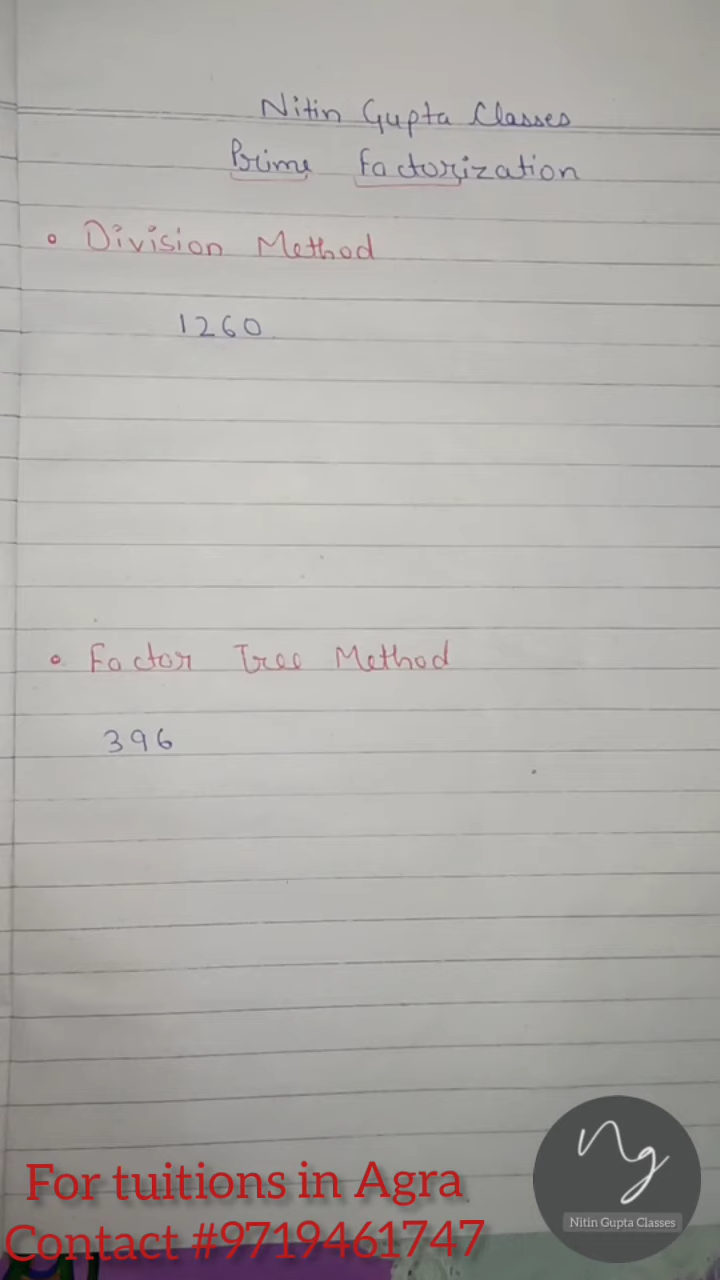 Nitin Gupta Classes
Prime Factorization
• Division Method
1260
• Factor Tree Method
396
ng
Nitin Gupta Classes
For tuitions in Agra
Contact #9719461747